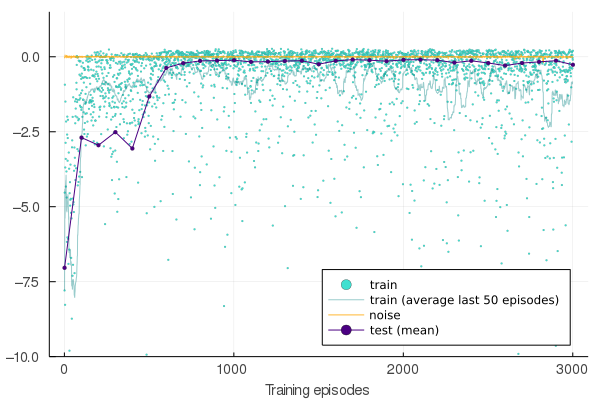 0.0
−2.5
−5.0
−7.5
−10.0
0
1000
2000
3000
Training episodes
train
train (average last 50 episodes)
noise
test (mean)